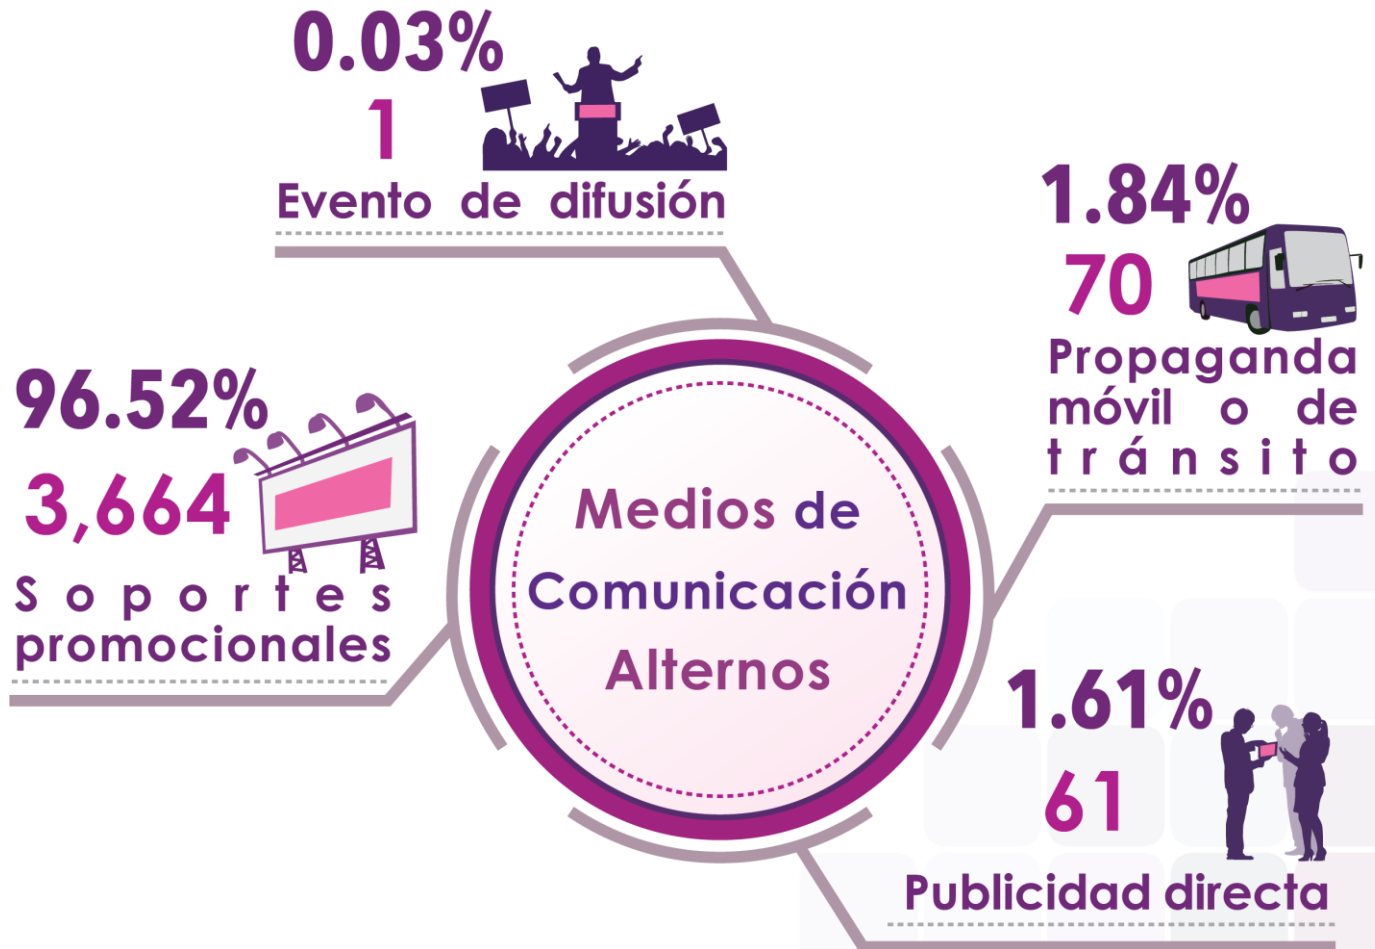 0.03%
1
Evento de difusión
1.84%
70
Propaganda
móvil o de
tránsito
96.52%
3,664
Soportes
promocionales
Medios de
Comunicación
Alternos
1.61%
61
Publicidad directa